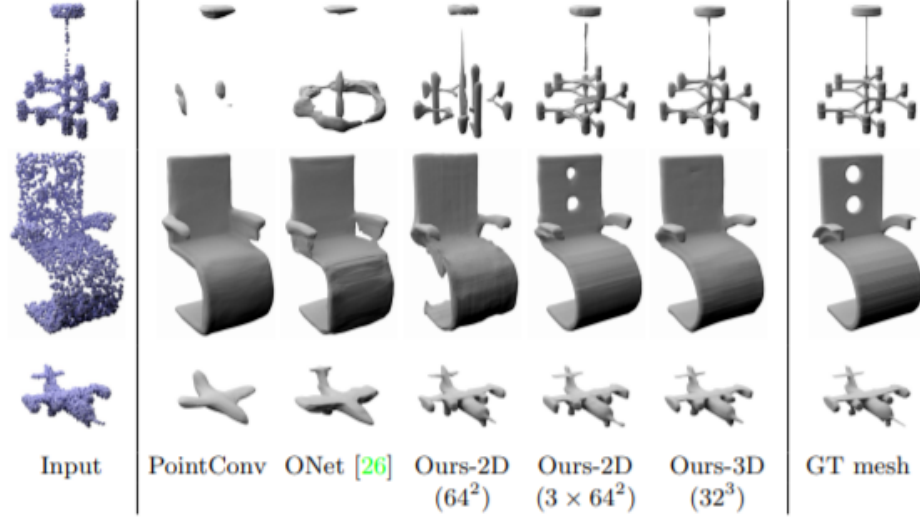 Input PointConv ONet [26] Ours-2D Ours-2D Ours-3D GT mesh
(64²) (3 × 64²) (32³)